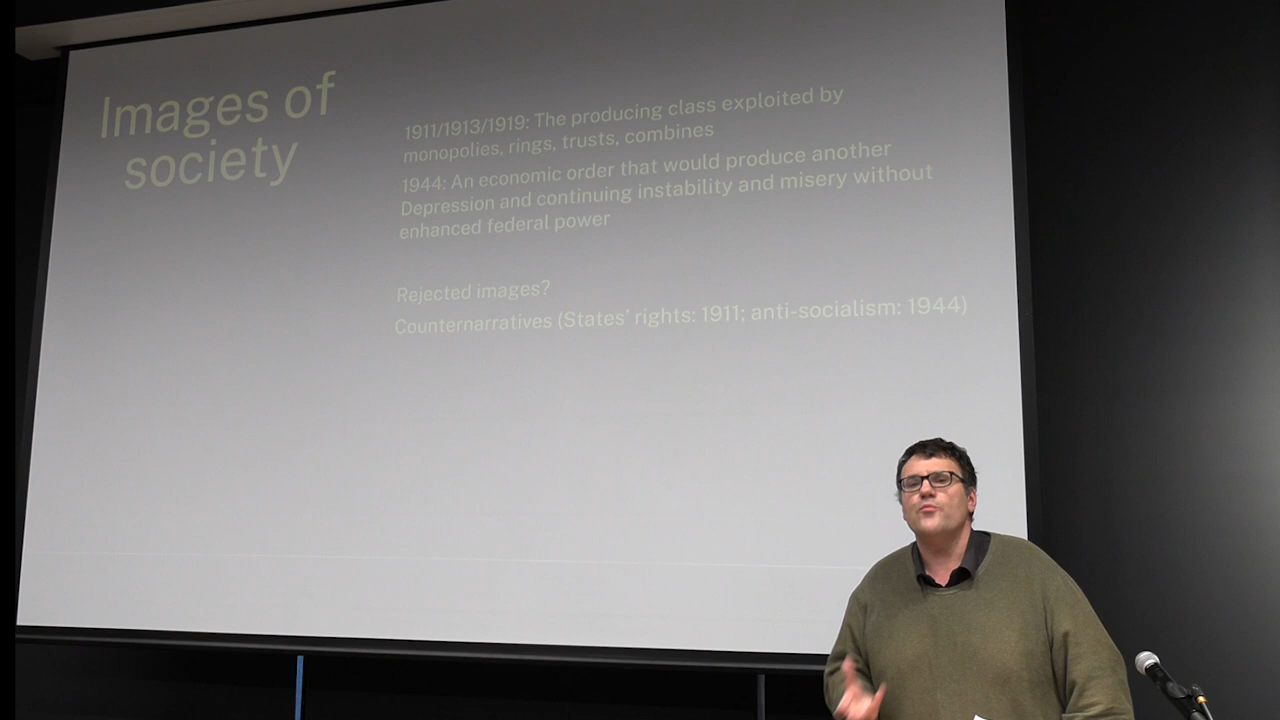 Images of
society
1911/1913/1919: The producing class exploited by
monopolies, rings, trusts, combines
1944: An economic order that would produce another
Depression and continuing instability and misery without
enhanced federal power
Rejected images?
Counternarratives (States’ rights: 1911; anti-socialism: 1944)